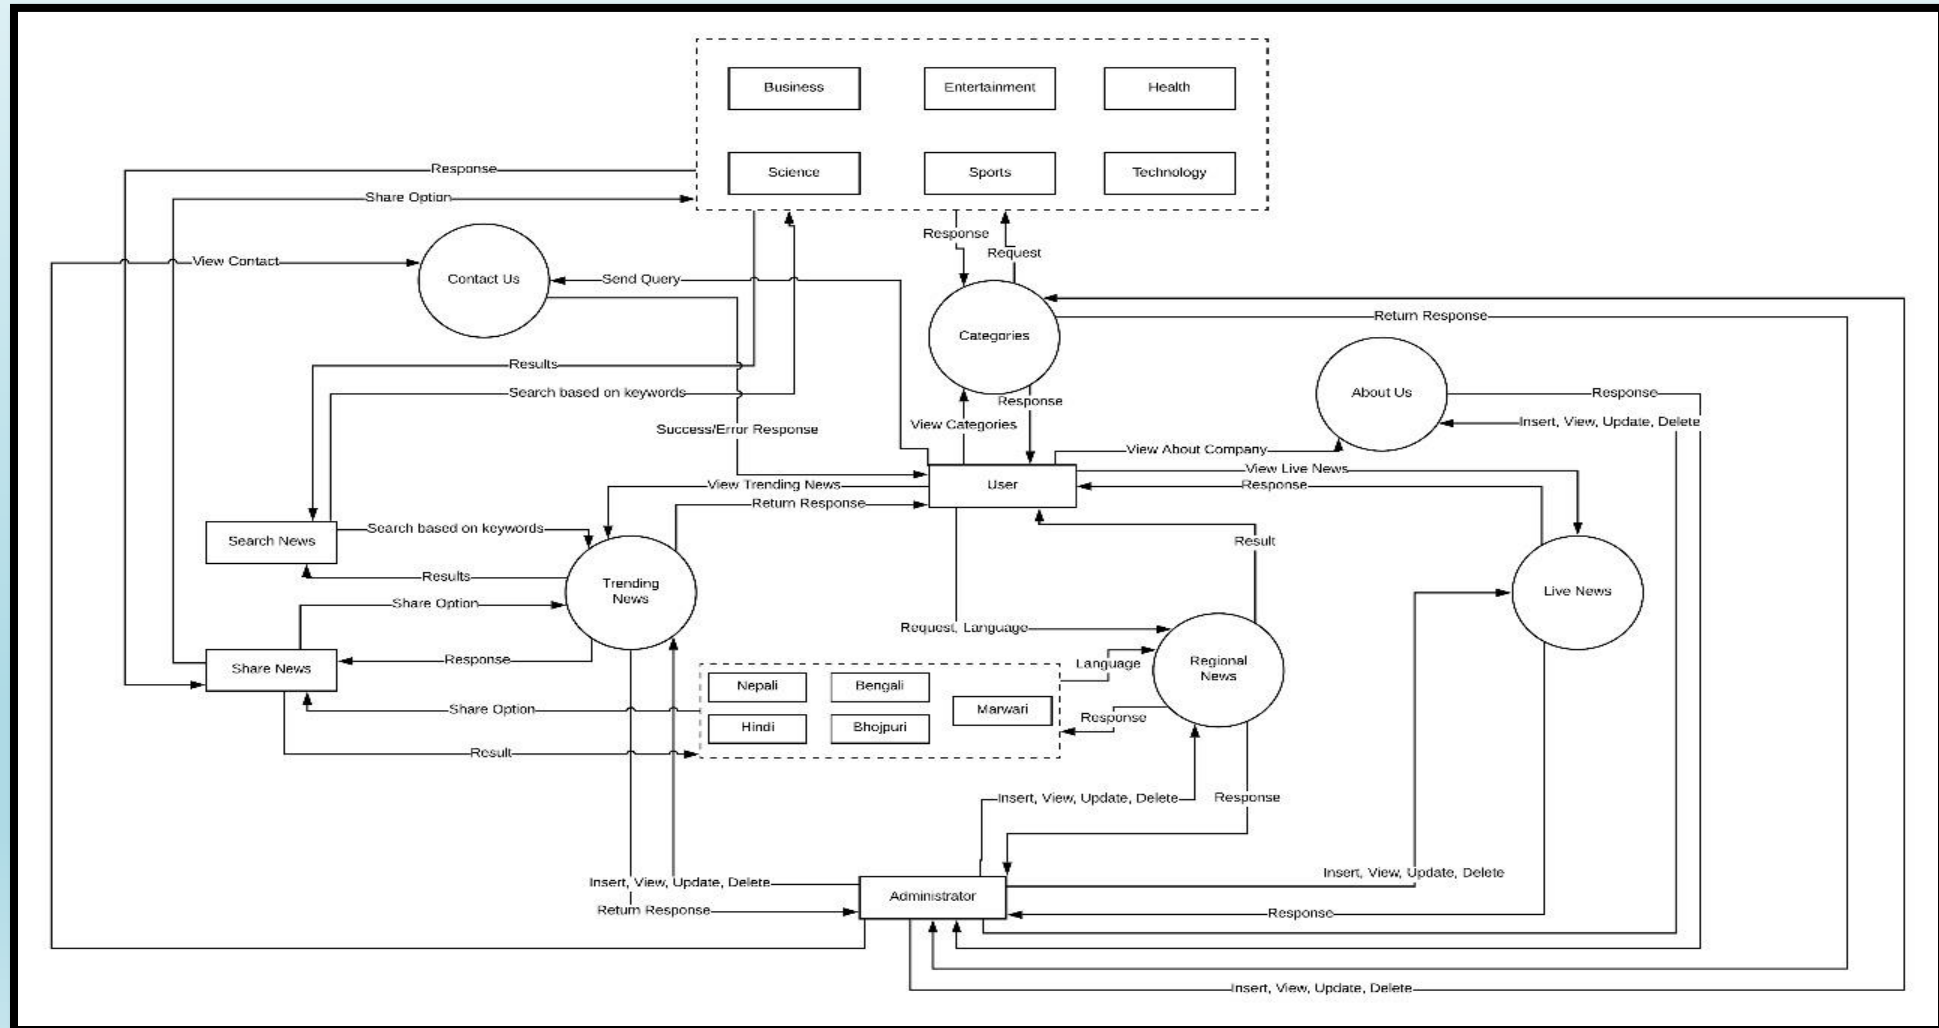 Business
Entertainment
Health
Science
Sports
Technology
Response
Share Option
Response
Request
View Contact
Contact Us
Send Query
Categories
Return Response
Results
Search based on keywords
Response
About Us
Response
View Categories
Insert, View, Update, Delete
Success/Error Response
View About Company
View Live News
View Trending News
User
Response
Return Response
Search based on keywords
Search News
Result
Results
Trending
News
Live News
Share Option
Request, Language
Response
Share News
Language
Regional
News
Nepali
Bengali
Marwari
Share Option
Response
Hindi
Bhojpuri
Result
Insert, View, Update, Delete
Response
Insert, View, Update, Delete
Insert, View, Update, Delete
Administrator
Return Response
Response
Insert, View, Update, Delete